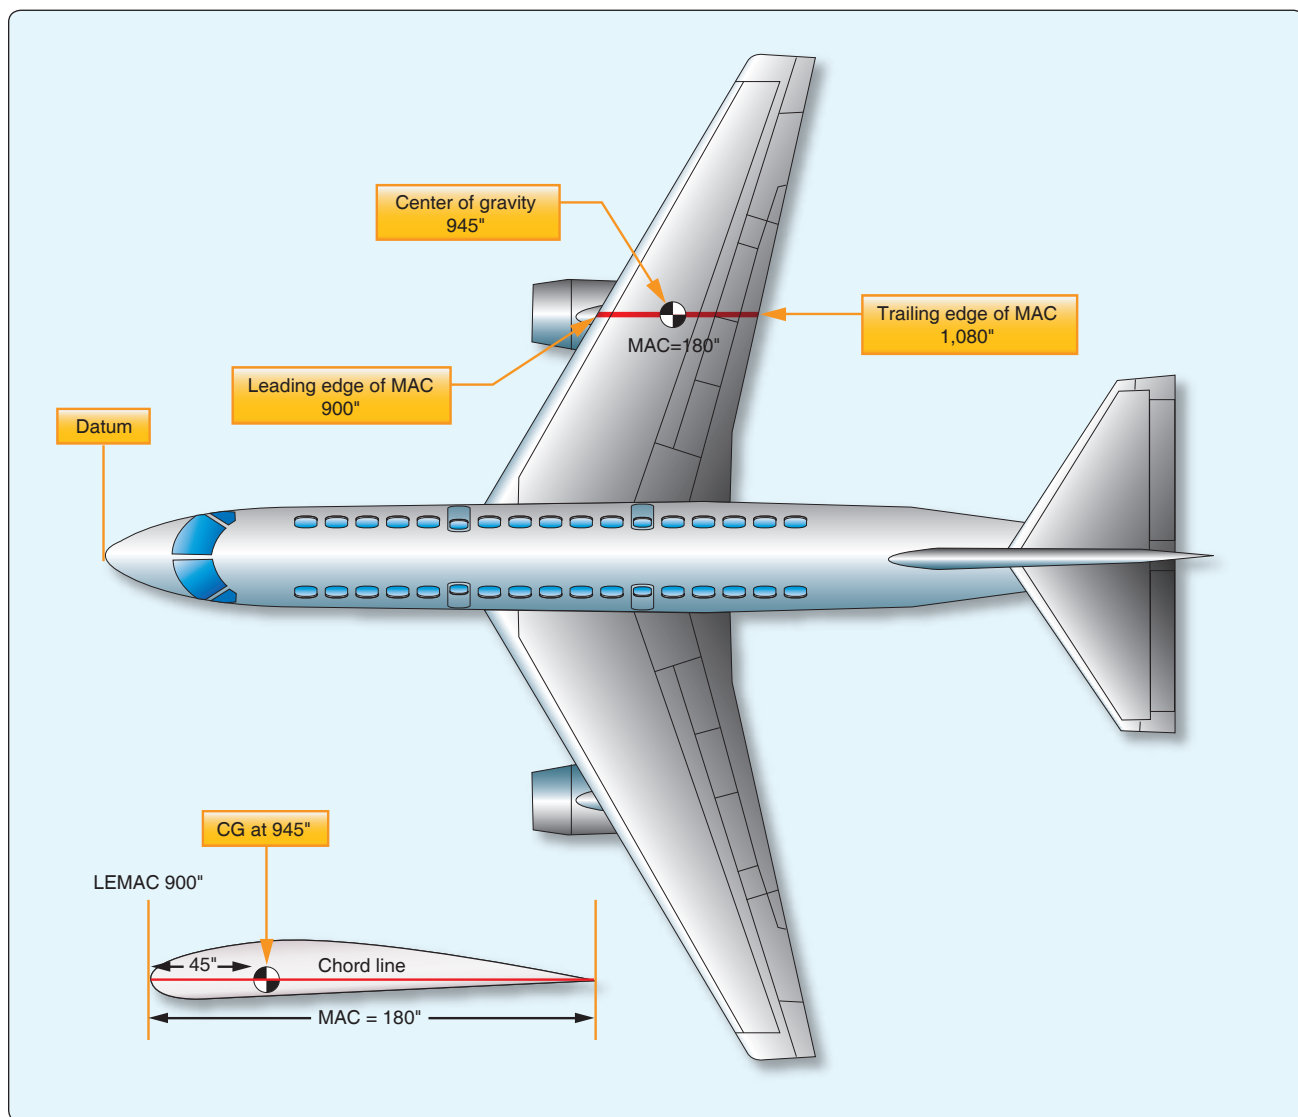 Center of gravity
945"
Trailing edge of MAC
1,080"
MAC=180"
Leading edge of MAC
900"
Datum
CG at 945"
LEMAC 900"
45"
Chord line
MAC = 180"